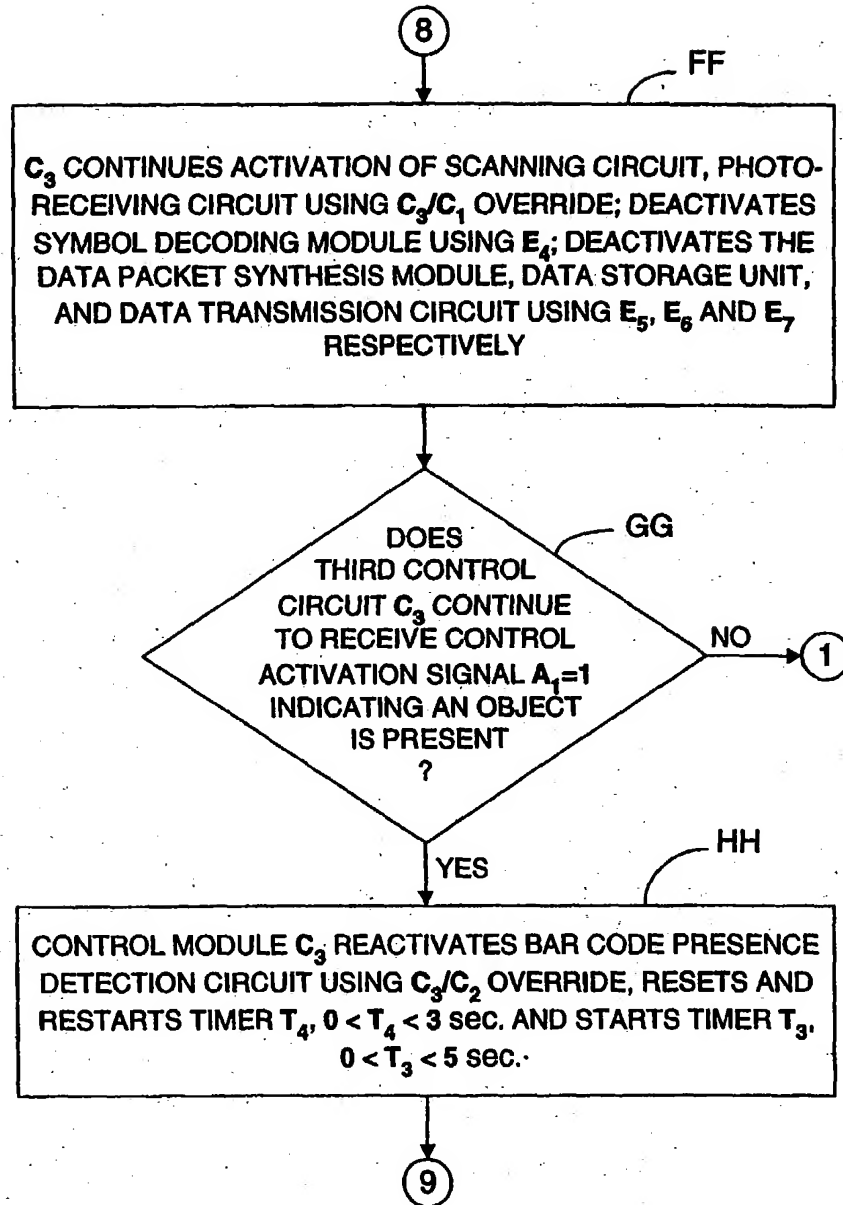 8
FF
C₃ CONTINUES ACTIVATION OF SCANNING CIRCUIT, PHOTO-
RECEIVING CIRCUIT USING C₃/C₁ OVERRIDE; DEACTIVATES
SYMBOL DECODING MODULE USING E₄; DEACTIVATES THE
DATA PACKET SYNTHESIS MODULE, DATA STORAGE UNIT,
AND DATA TRANSMISSION CIRCUIT USING E₅, E₆ AND E₇
RESPECTIVELY
GG
DOES
THIRD CONTROL
CIRCUIT C₃ CONTINUE
TO RECEIVE CONTROL
ACTIVATION SIGNAL A₁=1
INDICATING AN OBJECT
IS PRESENT
?
NO
1
YES
HH
CONTROL MODULE C₃ REACTIVATES BAR CODE PRESENCE
DETECTION CIRCUIT USING C₃/C₂ OVERRIDE, RESETS AND
RESTARTS TIMER T₄, 0 < T₄ < 3 sec. AND STARTS TIMER T₃,
0 < T₃ < 5 sec.
9